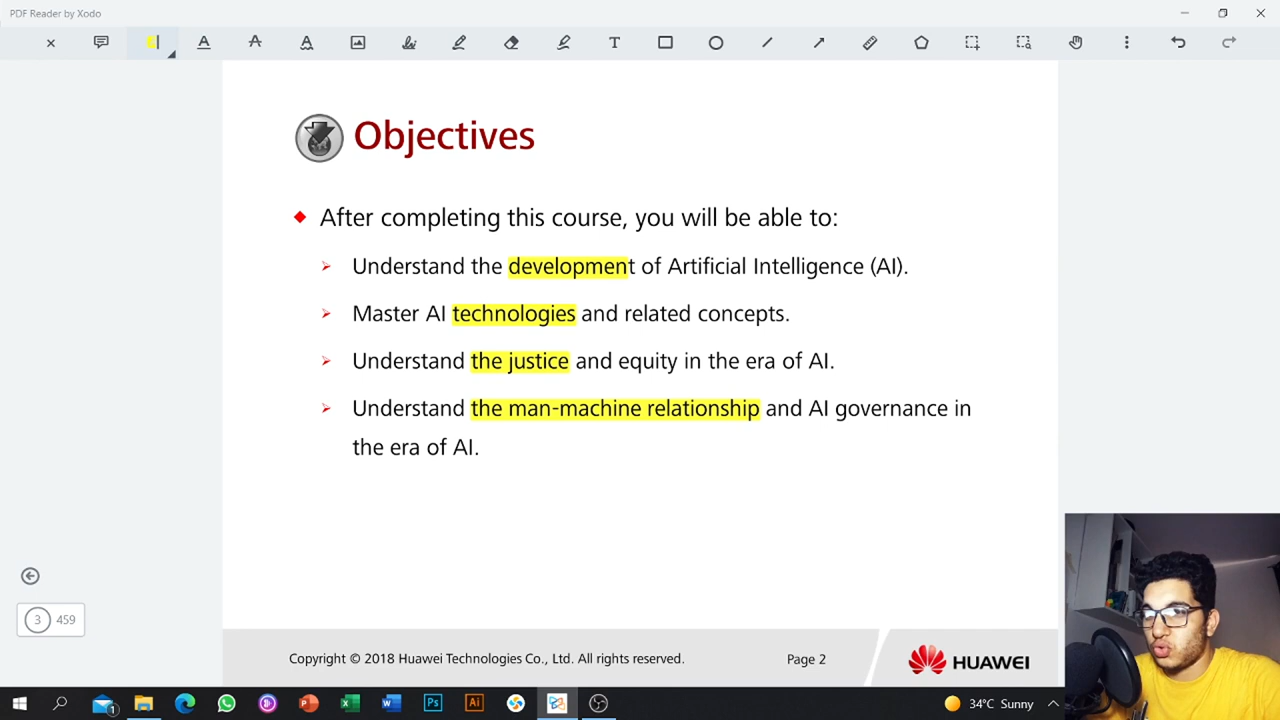 PDF Reader by Xodo
T
Objectives
After completing this course, you will be able to:
Understand the development of Artificial Intelligence (AI).
Master AI technologies and related concepts.
Understand the justice and equity in the era of AI.
Understand the man-machine relationship and AI governance in
the era of AI.
3 459
Copyright © 2018 Huawei Technologies Co., Ltd. All rights reserved.
Page 2
HUAWEI
34°C Sunny